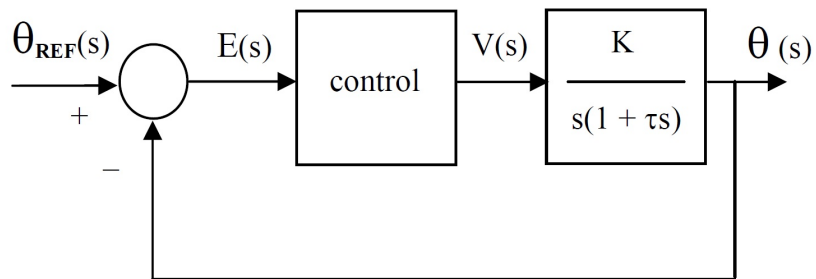 θREF(s)
+
−
E(s)
control
V(s)
K
s(1 + τs)
θ (s)